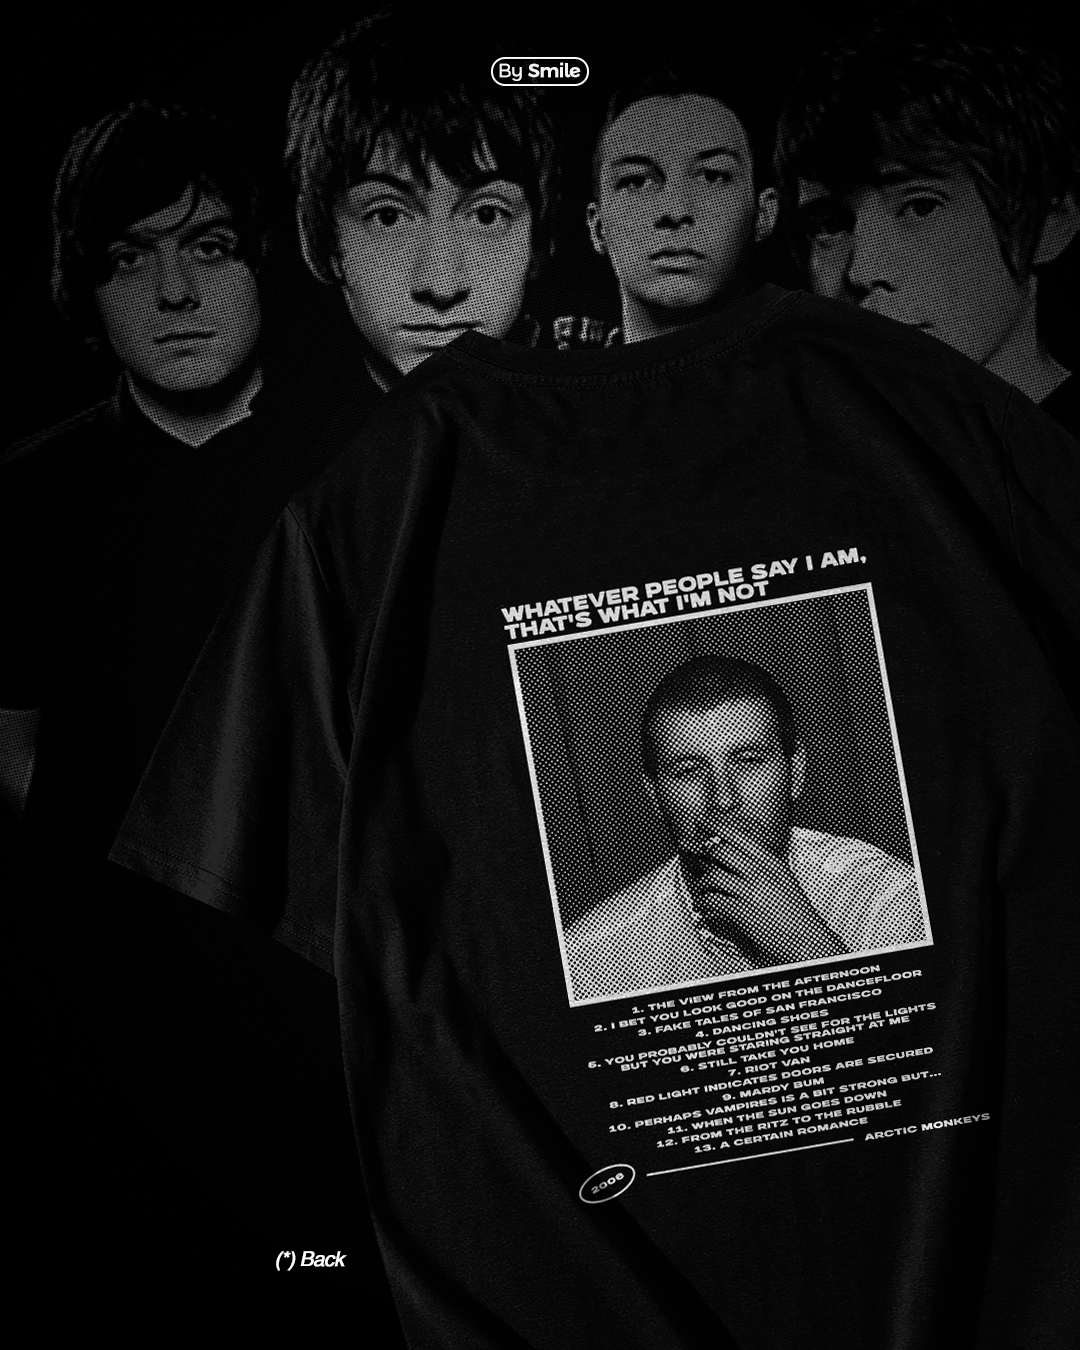 By Smile
WHATEVER PEOPLE SAY I AM,
THAT'S WHAT I'M NOT
1. THE VIEW FROM THE AFTERNOON
2. I BET YOU LOOK GOOD ON THE DANCEFLOOR
3. FAKE TALES OF SAN FRANCISCO
4. DANCING SHOES
5. YOU PROBABLY COULDN'T SEE FOR THE LIGHTS
BUT YOU WERE STARING STRAIGHT AT ME
6. STILL TAKE YOU HOME
7. RIOT VAN
8. RED LIGHT INDICATES DOORS ARE SECURED
9. MARDY BUM
10. PERHAPS VAMPIRES IS A BIT STRONG BUT...
11. WHEN THE SUN GOES DOWN
12. FROM THE RITZ TO THE RUBBLE
13. A CERTAIN ROMANCE
2006
ARCTIC MONKEYS
(*) Back